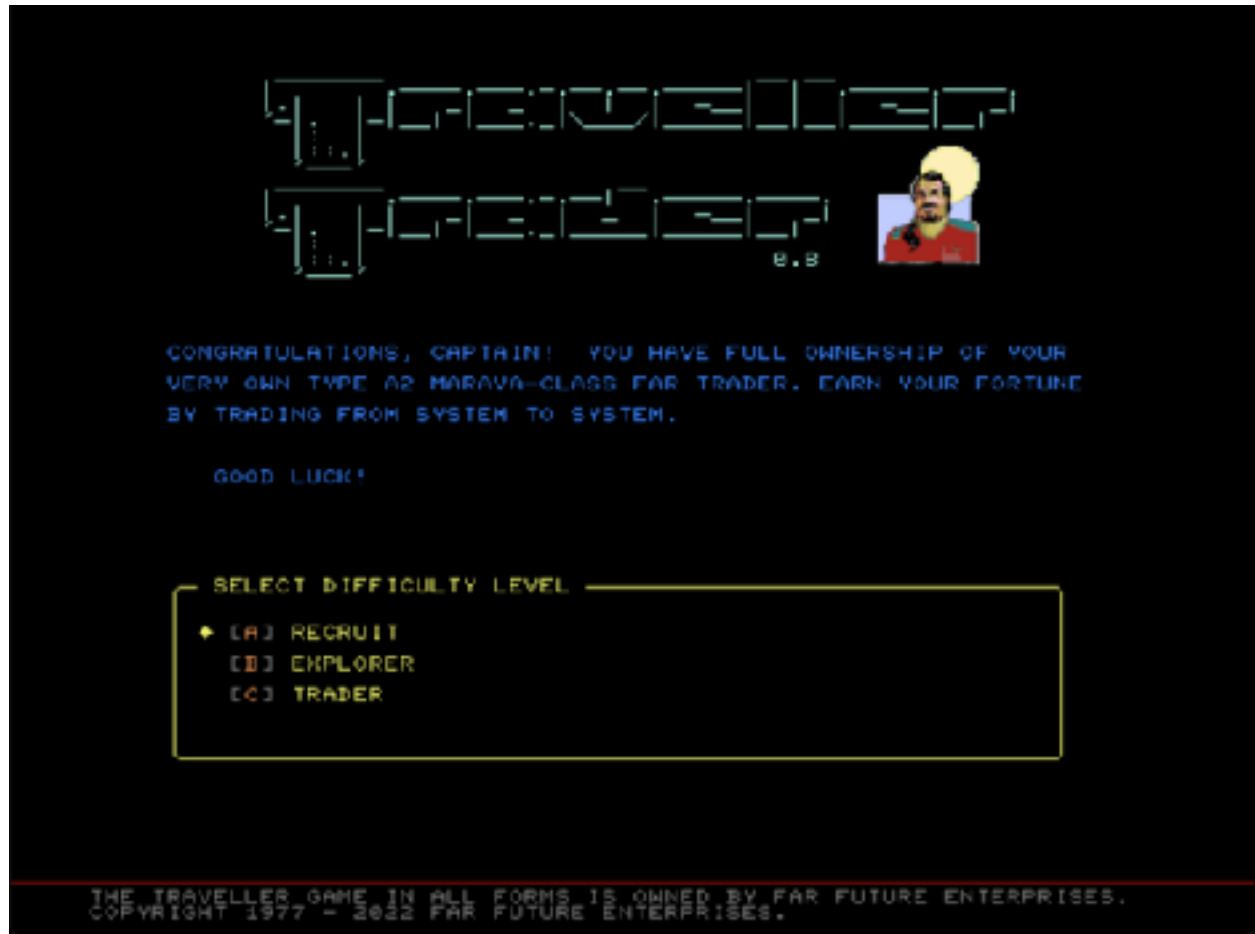 Traveller
Trader
0.8
CONGRATULATIONS, CAPTAIN! YOU HAVE FULL OWNERSHIP OF YOUR
VERY OWN TYPE A2 MARAVA-CLASS FAR TRADER. EARN YOUR FORTUNE
BY TRADING FROM SYSTEM TO SYSTEM.
GOOD LUCK!
SELECT DIFFICULTY LEVEL
[A] RECRUIT
[B] EXPLORER
[C] TRADER
THE TRAVELLER GAME IN ALL FORMS IS OWNED BY FAR FUTURE ENTERPRISES.
COPYRIGHT 1977 - 2022 FAR FUTURE ENTERPRISES.